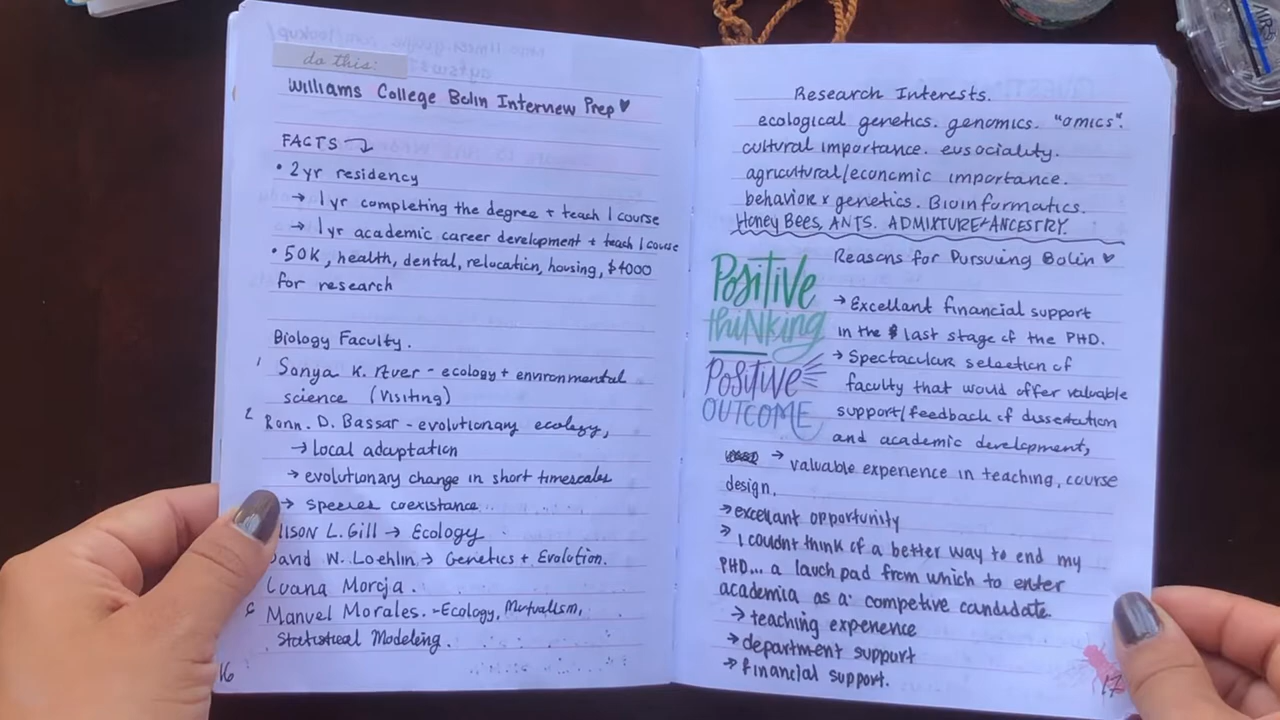 do this:
Williams College Bolin Interview Prep
FACTS
• 2yr residency
→ 1yr completing the degree + teach 1 course
→ 1yr academic career development + teach 1 course
• 50K, health, dental, relocation, housing, $4000
for research
Biology Faculty.
1 Sonya K. Auer - ecology + environmental
science (visiting)
2 Ronn. D. Bassar - evolutionary ecology,
→ local adaptation
→ evolutionary change in short timescales
→ species coexistance
lison L. Gill → Ecology
David W. Loehlin → Genetics + Evolution.
Luana Moroja.
6 Manuel Morales. - Ecology, Mutualism,
Statistical Modeling.
16
Research Interests.
ecological genetics. genomics. "omics".
cultural importance. eusociality.
agricultural/economic importance.
behavior x genetics. Bioinformatics.
Honey Bees, ANTS. ADMIXTURE + ANCESTRY.
Reasons for Pursuing Bolin
Positive
thinking
Positive
OUTCOME
→ Excellant financial support
in the last stage of the PHD.
→ Spectacular selection of
faculty that would offer valuable
support/feedback of dissertation
and academic development,
→ valuable experience in teaching, course
design.
→ excellent opportunity
→ I couldnt think of a better way to end my
PHD... a lauch pad from which to enter
academia as a competive candidate.
→ teaching experience
→ department support
→ financial support.
17